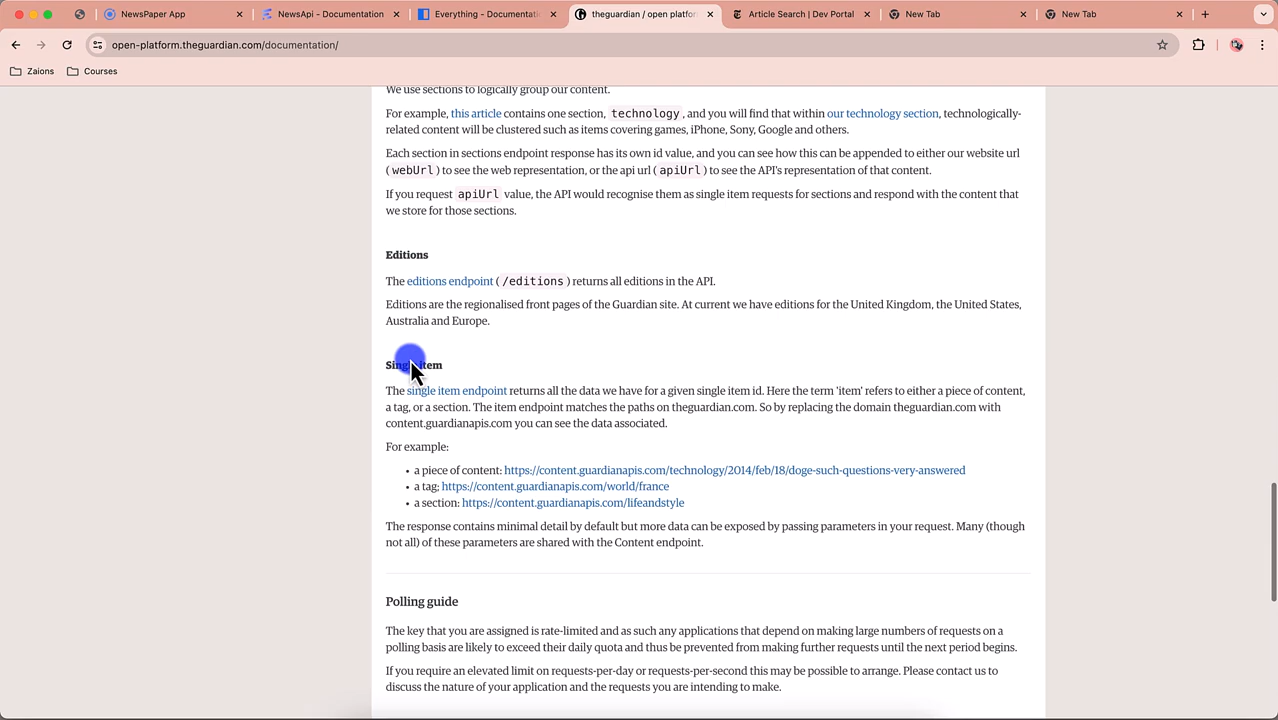 NewsPaper App
NewsApi - Documentation
Everything - Documentati
theguardian / open platfor
Article Search | Dev Portal
New Tab
New Tab
open-platform.theguardian.com/documentation/
Zaions
Courses
We use sections to logically group our content.
For example, this article contains one section, technology, and you will find that within our technology section, technologically-
related content will be clustered such as items covering games, iPhone, Sony, Google and others.
Each section in sections endpoint response has its own id value, and you can see how this can be appended to either our website url
(webUrl) to see the web representation, or the api url(apiUrl) to see the API's representation of that content.
If you request apiUrl value, the API would recognise them as single item requests for sections and respond with the content that
we store for those sections.
Editions
The editions endpoint (/editions) returns all editions in the API.
Editions are the regionalised front pages of the Guardian site. At current we have editions for the United Kingdom, the United States,
Australia and Europe.
Single item
The single item endpoint returns all the data we have for a given single item id. Here the term 'item' refers to either a piece of content,
a tag, or a section. The item endpoint matches the paths on theguardian.com. So by replacing the domain theguardian.com with
content.guardianapis.com you can see the data associated.
For example:
• a piece of content: https://content.guardianapis.com/technology/2014/feb/18/doge-such-questions-very-answered
• a tag; https://content.guardianapis.com/world/france
• a section: https://content.guardianapis.com/lifeandstyle
The response contains minimal detail by default but more data can be exposed by passing parameters in your request. Many (though
not all) of these parameters are shared with the Content endpoint.
Polling guide
The key that you are assigned is rate-limited and as such any applications that depend on making large numbers of requests on a
polling basis are likely to exceed their daily quota and thus be prevented from making further requests until the next period begins.
If you require an elevated limit on requests-per-day or requests-per-second this may be possible to arrange. Please contact us to
discuss the nature of your application and the requests you are intending to make.